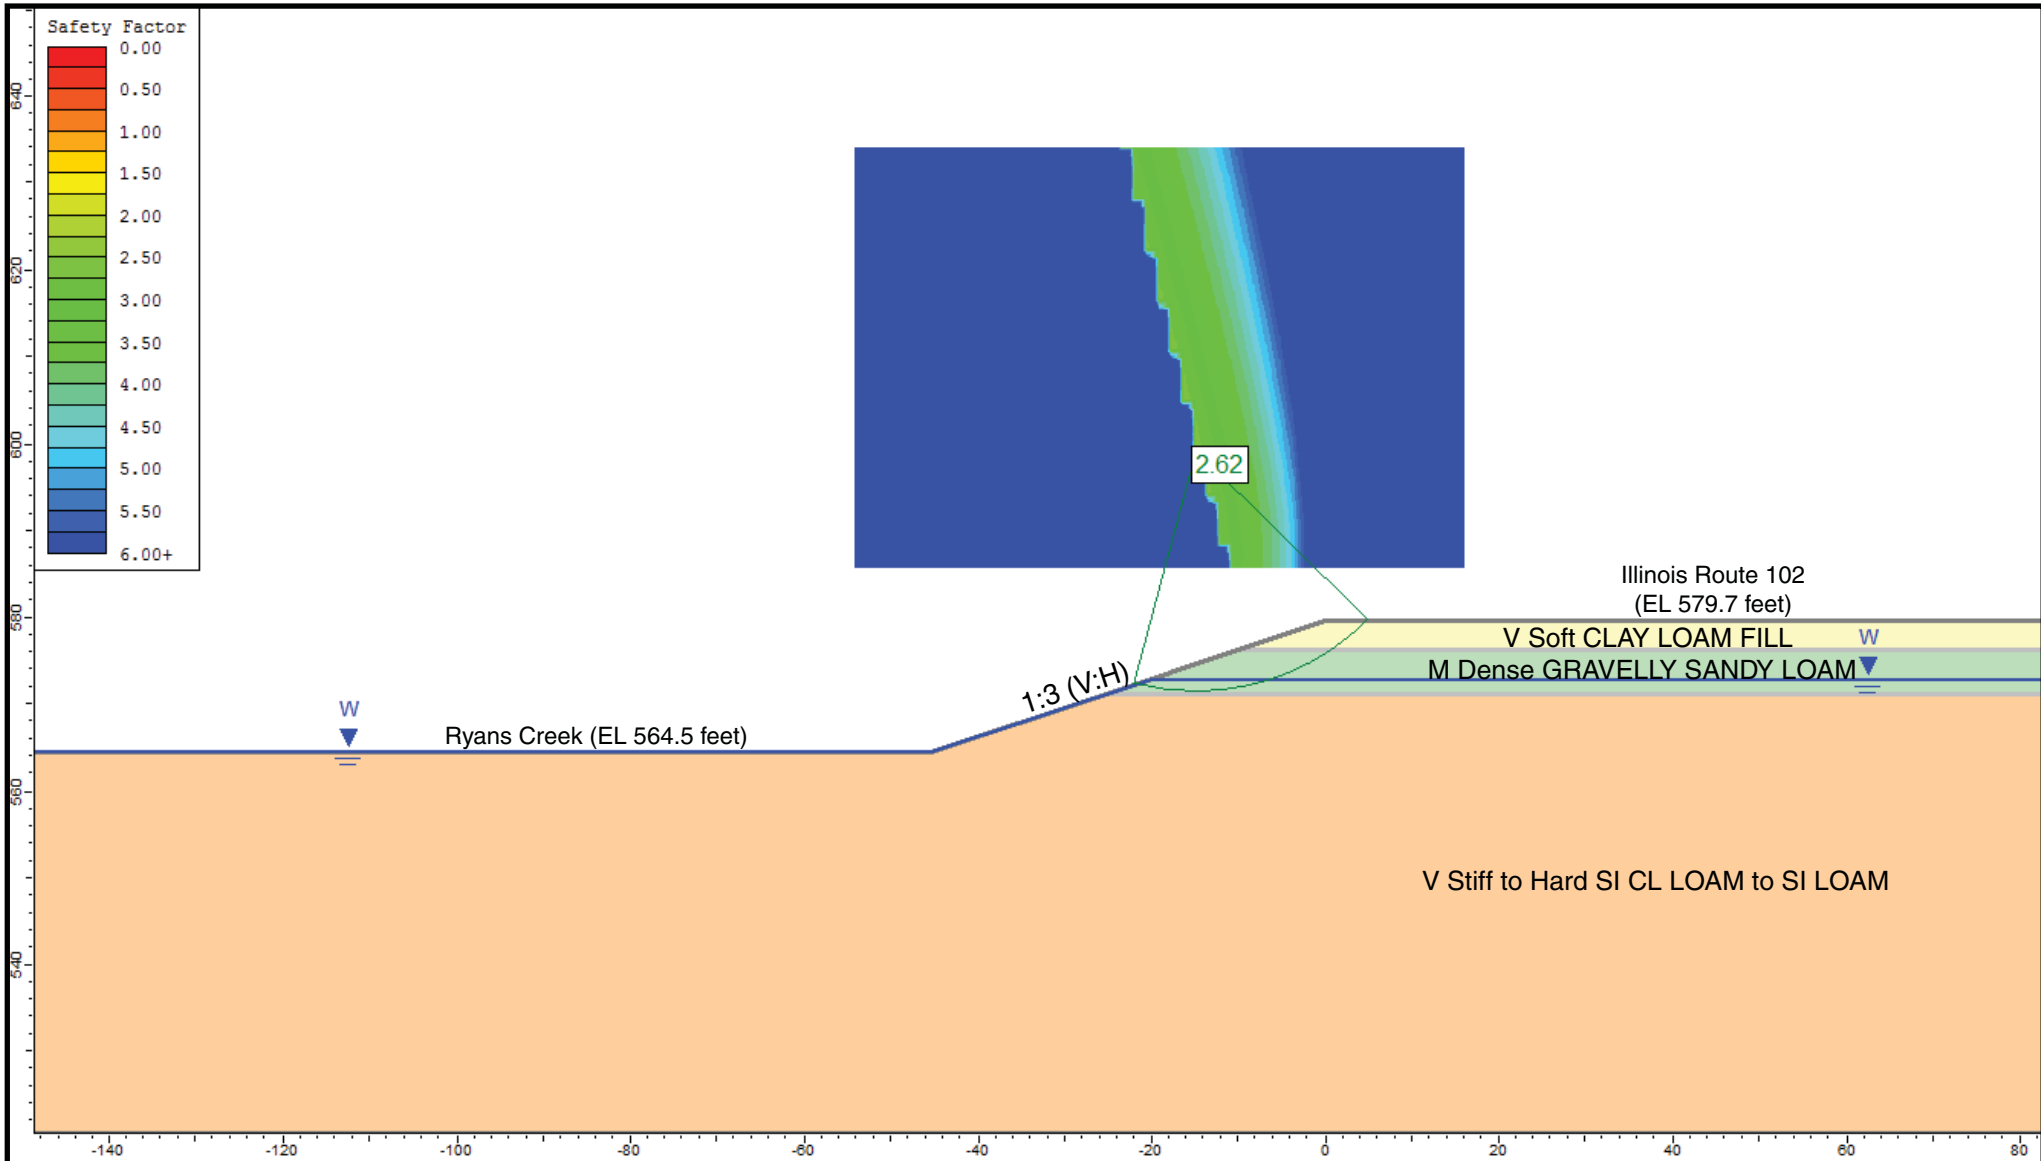 Safety Factor
0.00
0.50
1.00
1.50
2.00
2.50
3.00
3.50
4.00
4.50
5.00
5.50
6.00+
640
620
600
580
560
540
2.62
Illinois Route 102
(EL 579.7 feet)
V Soft CLAY LOAM FILL
W
M Dense GRAVELLY SANDY LOAM
1:3 (V:H)
W
Ryans Creek (EL 564.5 feet)
V Stiff to Hard SI CL LOAM to SI LOAM
-140 -120 -100 -80 -60 -40 -20 0 20 40 60 80